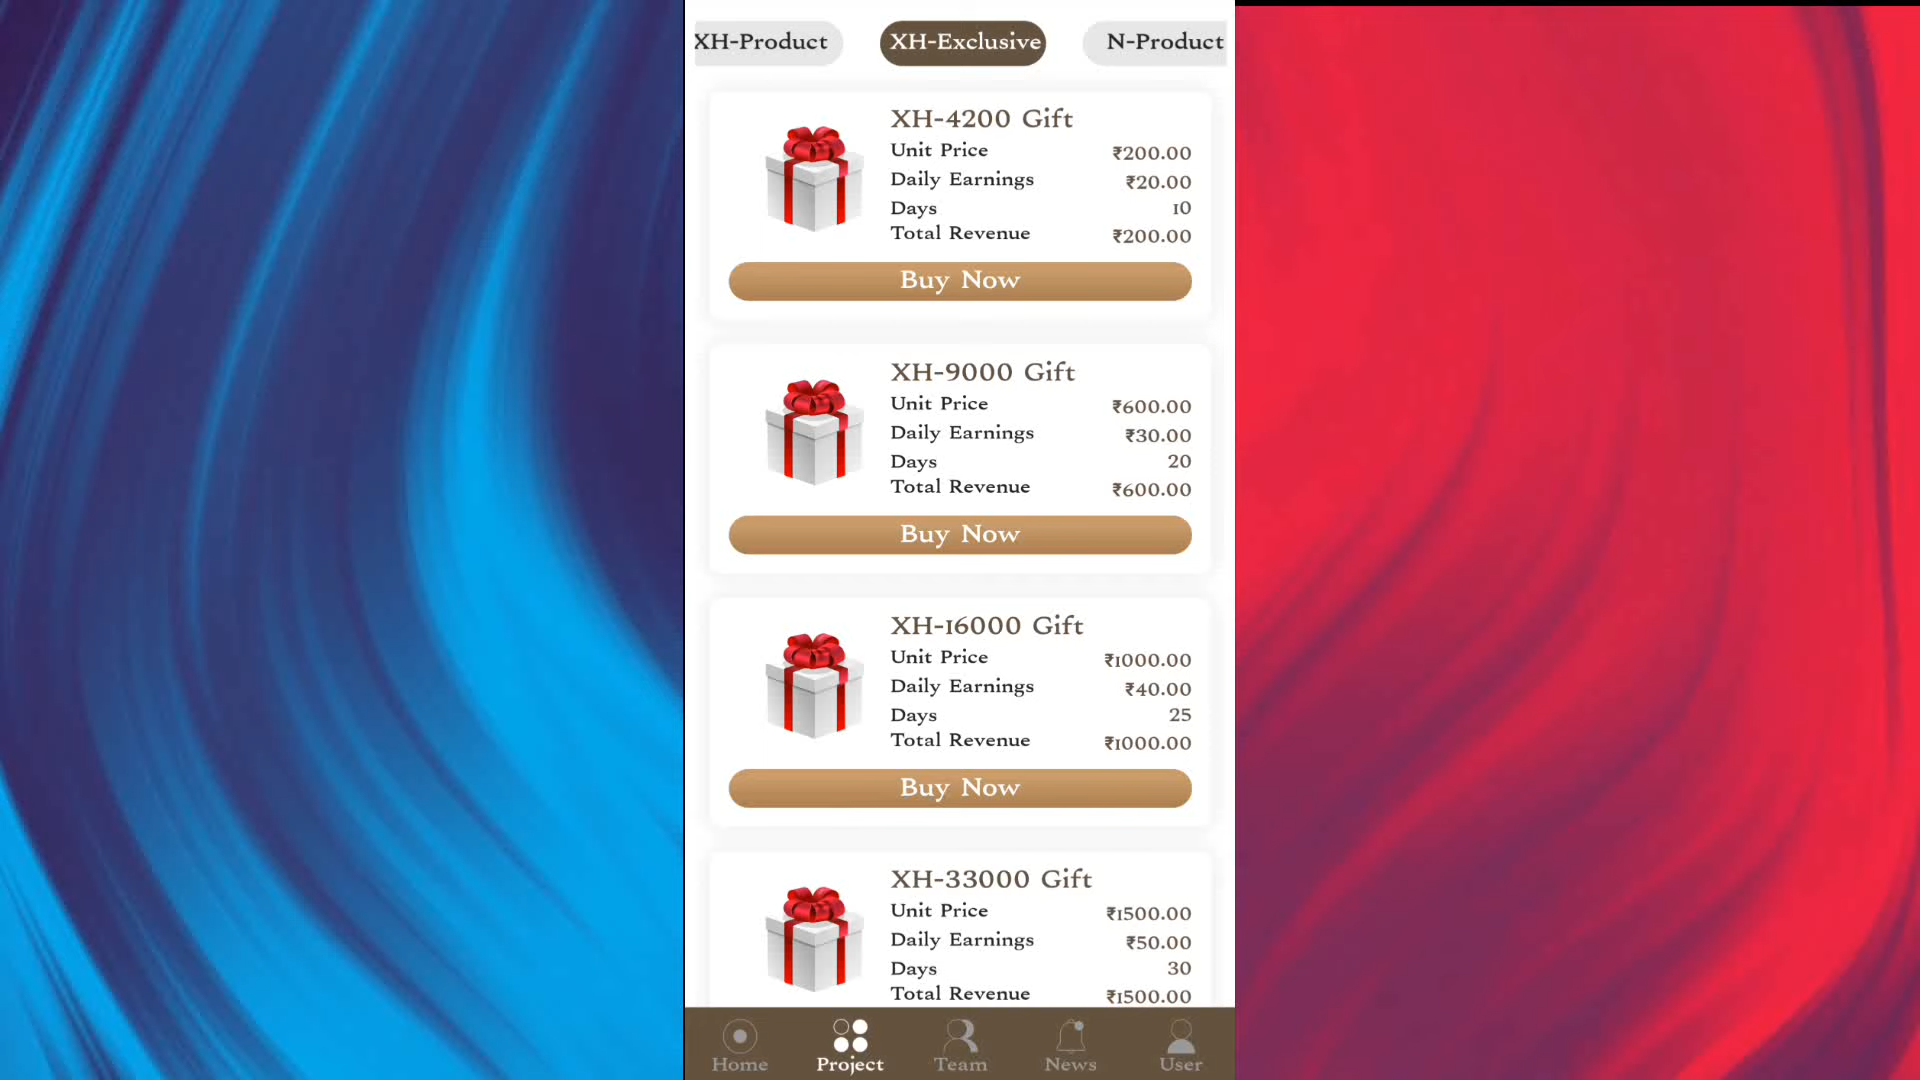 XH-Product XH-Exclusive N-Product
XH-4200 Gift
Unit Price ₹200.00
Daily Earnings ₹20.00
Days 10
Total Revenue ₹200.00
Buy Now
XH-9000 Gift
Unit Price ₹600.00
Daily Earnings ₹30.00
Days 20
Total Revenue ₹600.00
Buy Now
XH-16000 Gift
Unit Price ₹1000.00
Daily Earnings ₹40.00
Days 25
Total Revenue ₹1000.00
Buy Now
XH-33000 Gift
Unit Price ₹1500.00
Daily Earnings ₹50.00
Days 30
Total Revenue ₹1500.00
Home Project Team News User